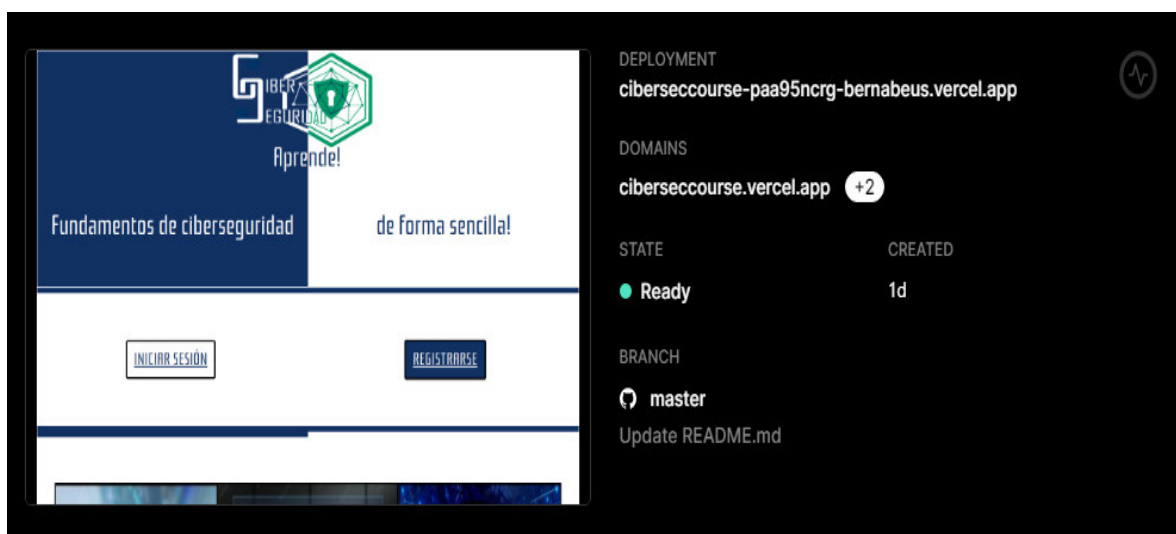 CIBER
SEGURIDAD
Aprende!
Fundamentos de ciberseguridad
de forma sencilla!
INICIAR SESIÓN
REGISTRARSE
DEPLOYMENT
ciberseccourse-paa95ncrg-bernabeus.vercel.app
DOMAINS
ciberseccourse.vercel.app +2
STATE
CREATED
Ready
1d
BRANCH
master
Update README.md